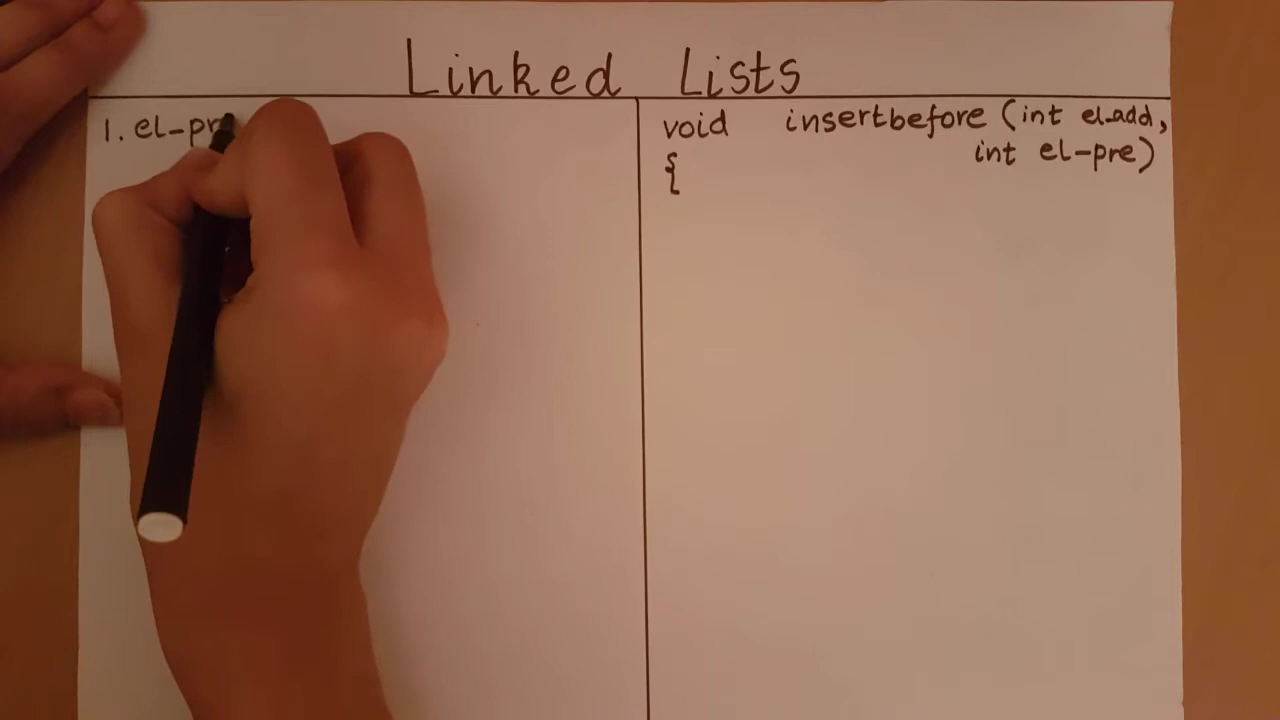 Linked Lists
1. el-pr
void insertbefore (int el-add,
int el-pre)
{